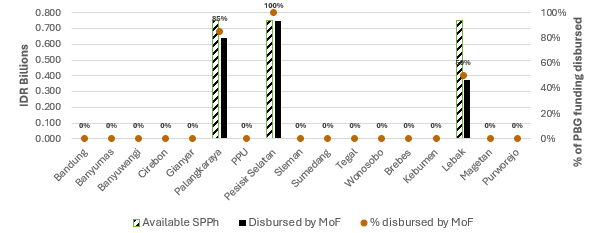 IDR Billions
0.800
0.700
0.600
0.500
0.400
0.300
0.200
0.100
0.000
0% 0% 0% 0% 0% 85% 0% 100% 0% 0% 0% 0% 0% 0% 50% 0% 0%
Bandung
Banyumas
Banyuwangi
Cirebon
Gianyar
Palangkaraya
PPU
Pesisir Selatan
Sleman
Sumedang
Tegal
Wonosobo
Brebes
Kebumen
Lebak
Magetan
Purworejo
100%
80%
60%
40%
20%
0%
% of PBG funding disbursed
Available SPPh Disbursed by MoF % disbursed by MoF